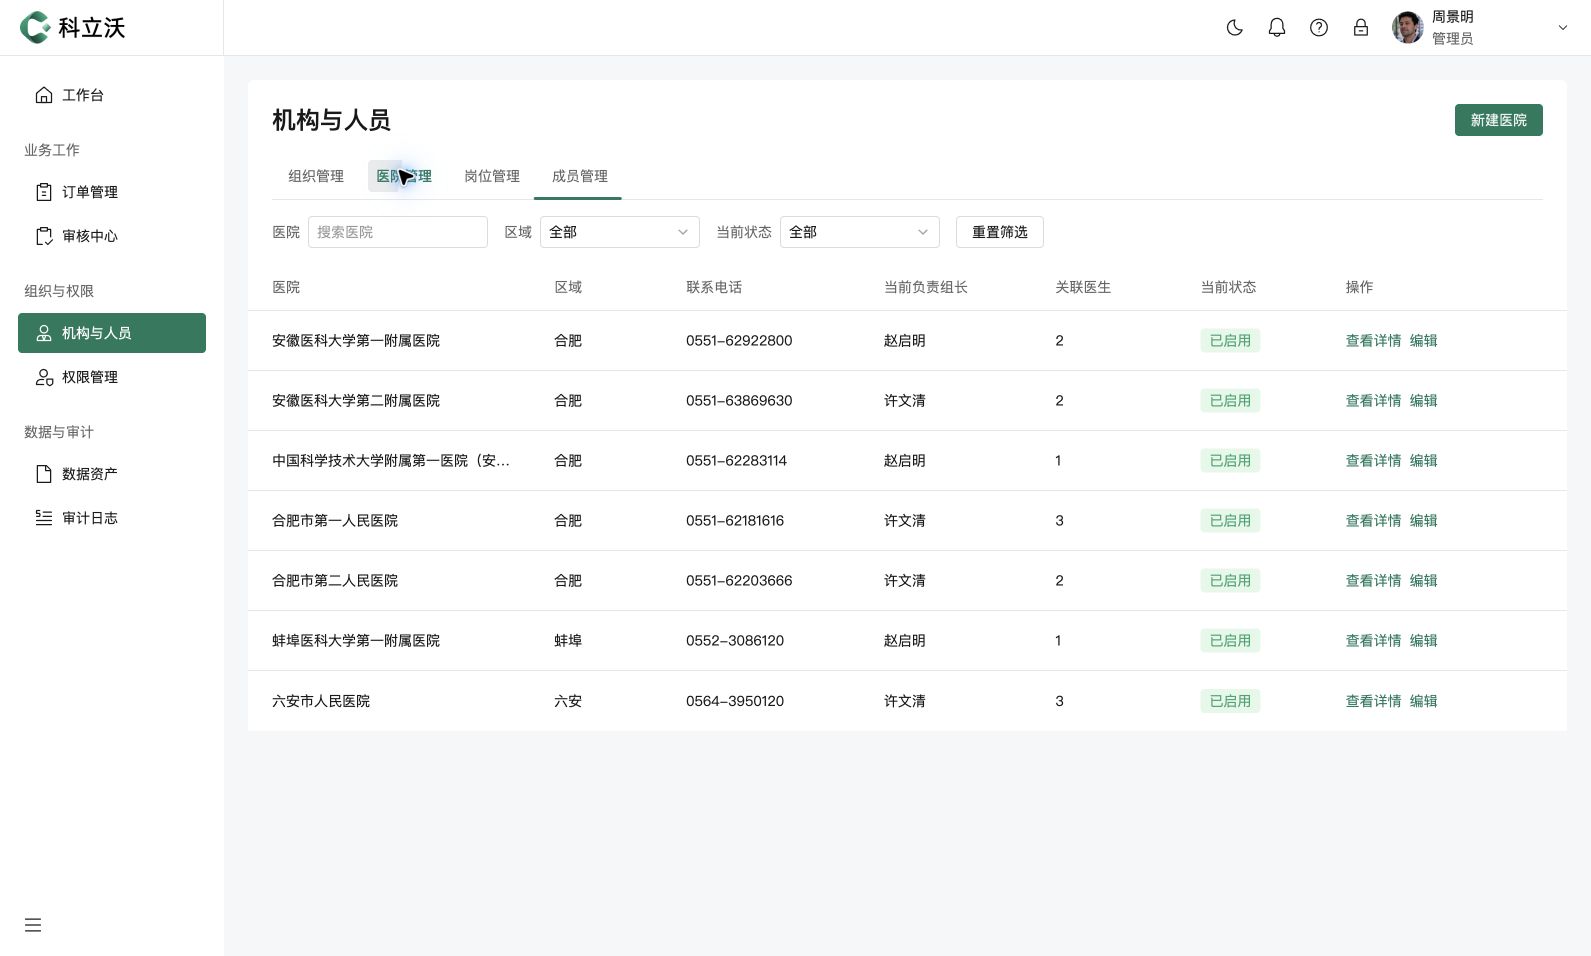 科立沃
周景明
管理员
工作台
业务工作
订单管理
审核中心
组织与权限
机构与人员
权限管理
数据与审计
数据资产
审计日志
机构与人员
新建医院
组织管理 医院管理 岗位管理 成员管理
医院 搜索医院 区域 全部 当前状态 全部 重置筛选
医院 区域 联系电话 当前负责组长 关联医生 当前状态 操作
安徽医科大学第一附属医院 合肥 0551-62922800 赵启明 2 已启用 查看详情 编辑
安徽医科大学第二附属医院 合肥 0551-63869630 许文清 2 已启用 查看详情 编辑
中国科学技术大学附属第一医院（安... 合肥 0551-62283114 赵启明 1 已启用 查看详情 编辑
合肥市第一人民医院 合肥 0551-62181616 许文清 3 已启用 查看详情 编辑
合肥市第二人民医院 合肥 0551-62203666 许文清 2 已启用 查看详情 编辑
蚌埠医科大学第一附属医院 蚌埠 0552-3086120 赵启明 1 已启用 查看详情 编辑
六安市人民医院 六安 0564-3950120 许文清 3 已启用 查看详情 编辑